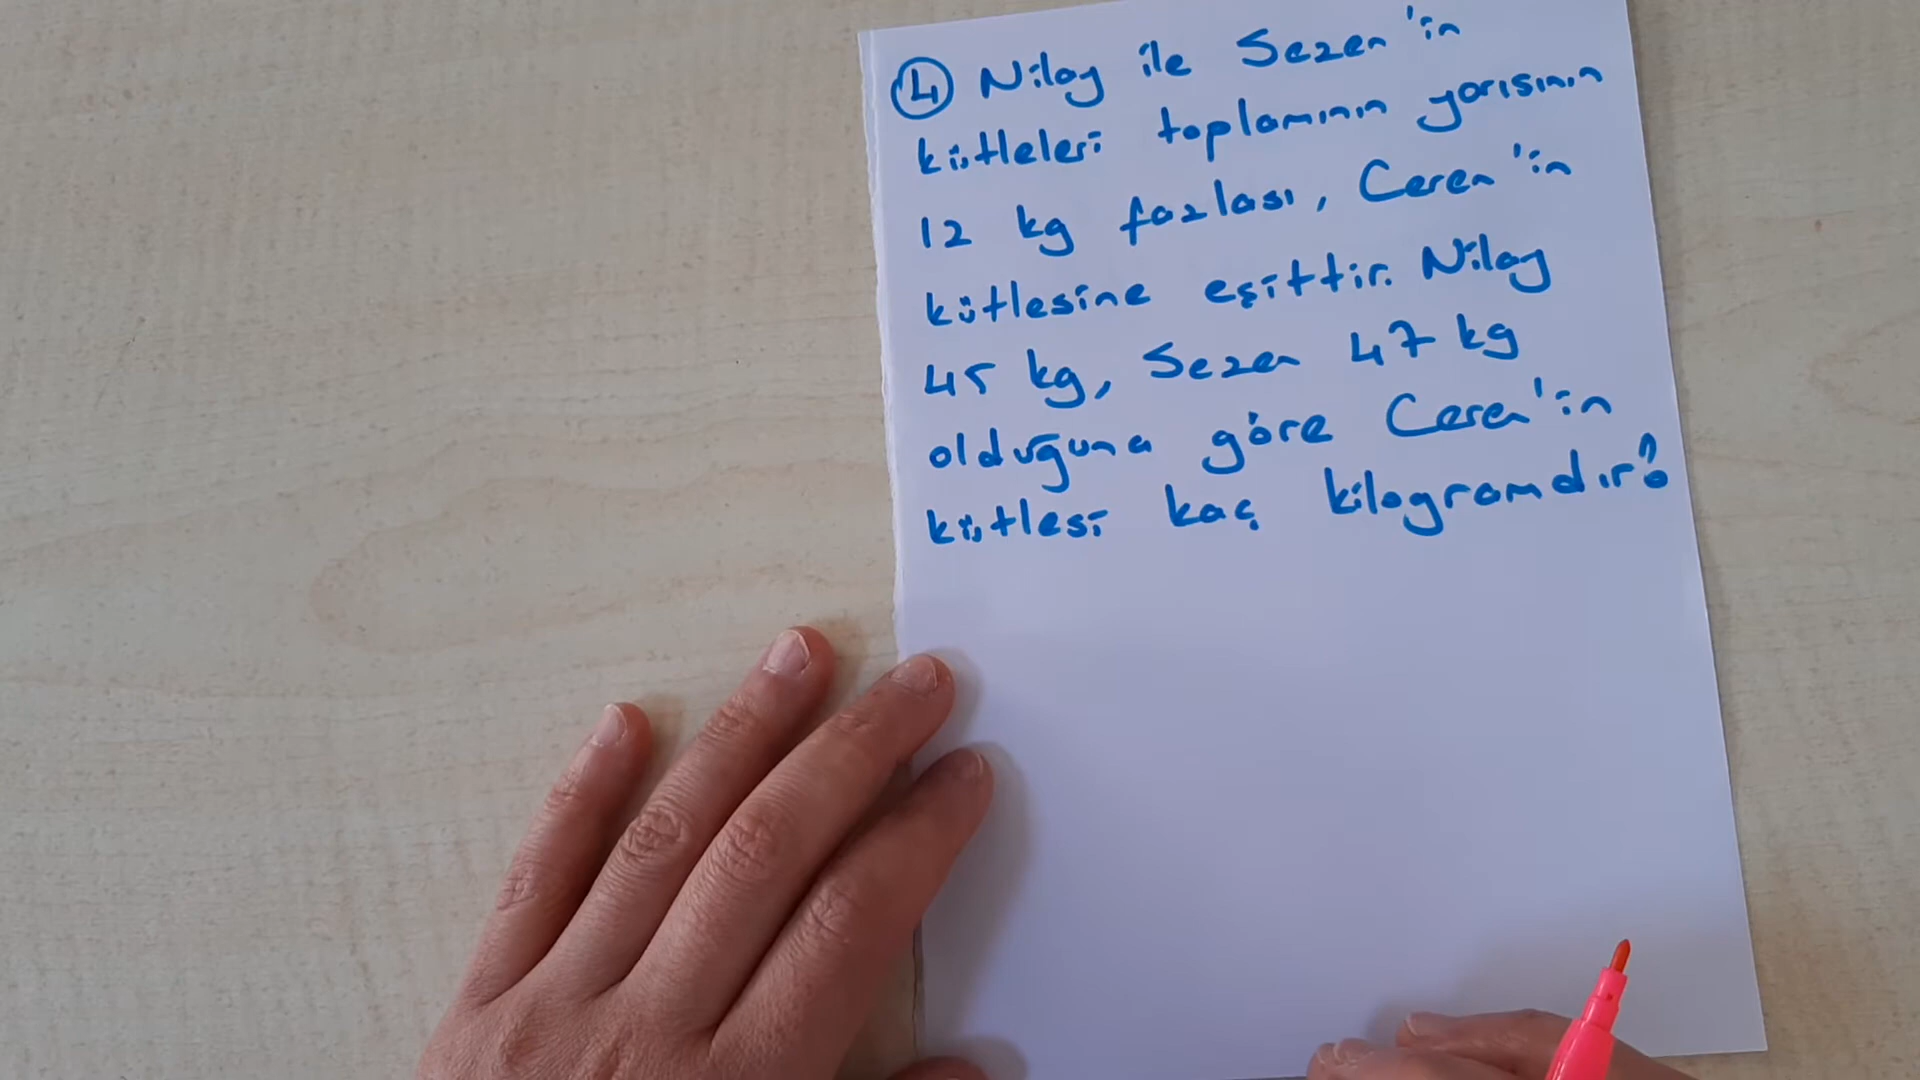 4 Nilay ile Sezen'in
kütleleri toplamının yarısının
12 kg fazlası, Ceren'in
kütlesine eşittir. Nilay
45 kg, Sezen 47 kg
olduğuna göre Ceren'in
kütlesi kaç kilogramdır?